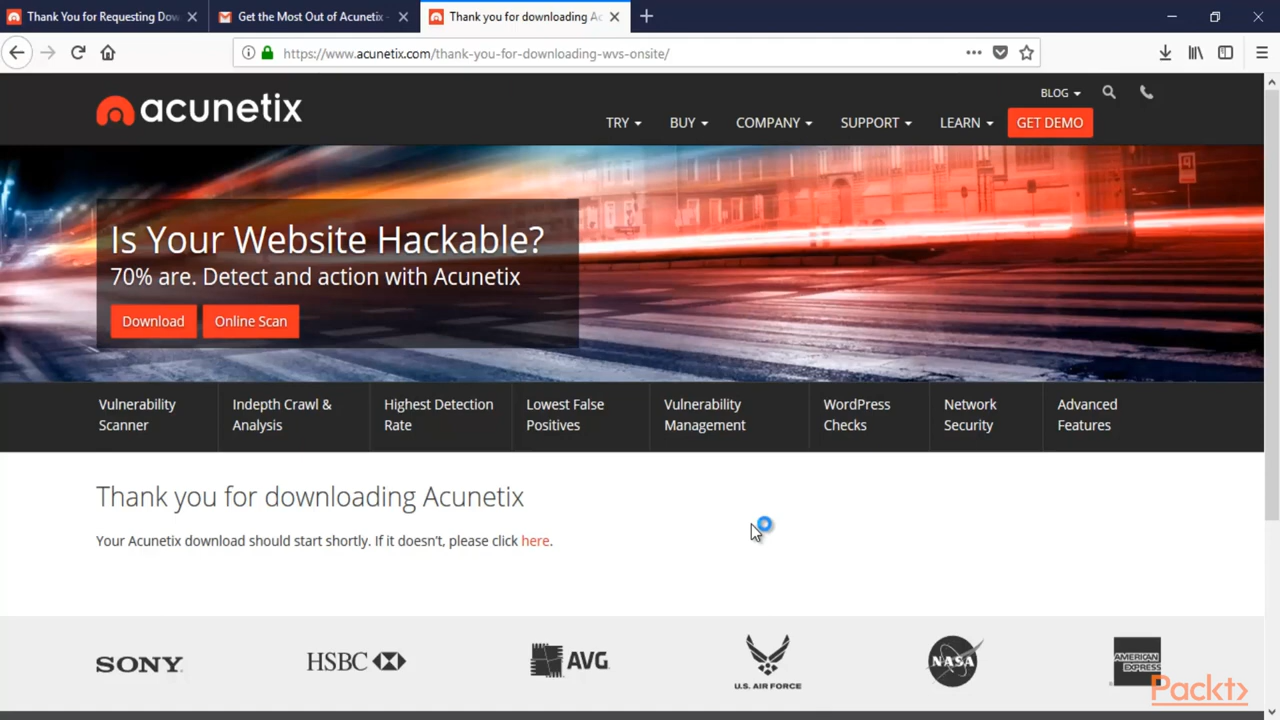 Thank You for Requesting Dow
Get the Most Out of Acunetix -
Thank you for downloading Ac
https://www.acunetix.com/thank-you-for-downloading-wvs-onsite/
BLOG
acunetix
TRY
BUY
COMPANY
SUPPORT
LEARN
GET DEMO
Is Your Website Hackable?
70% are. Detect and action with Acunetix
Download
Online Scan
Vulnerability
Scanner
Indepth Crawl &
Analysis
Highest Detection
Rate
Lowest False
Positives
Vulnerability
Management
WordPress
Checks
Network
Security
Advanced
Features
Thank you for downloading Acunetix
Your Acunetix download should start shortly. If it doesn't, please click here.
SONY
HSBC
AVG
U.S. AIR FORCE
NASA
AMERICAN
EXPRESS
Packt>